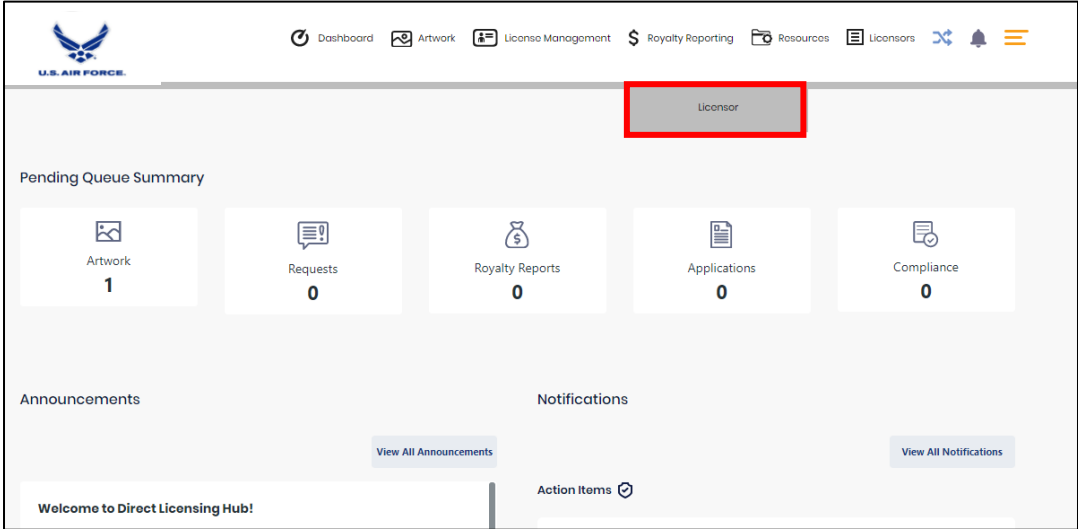 U.S. AIR FORCE.
Dashboard Artwork License Management $ Royalty Reporting Resources Licensors
Licensor
Pending Queue Summary
Artwork Requests Royalty Reports Applications Compliance
1 0 0 0 0
Announcements Notifications
View All Announcements View All Notifications
Action Items
Welcome to Direct Licensing Hub!